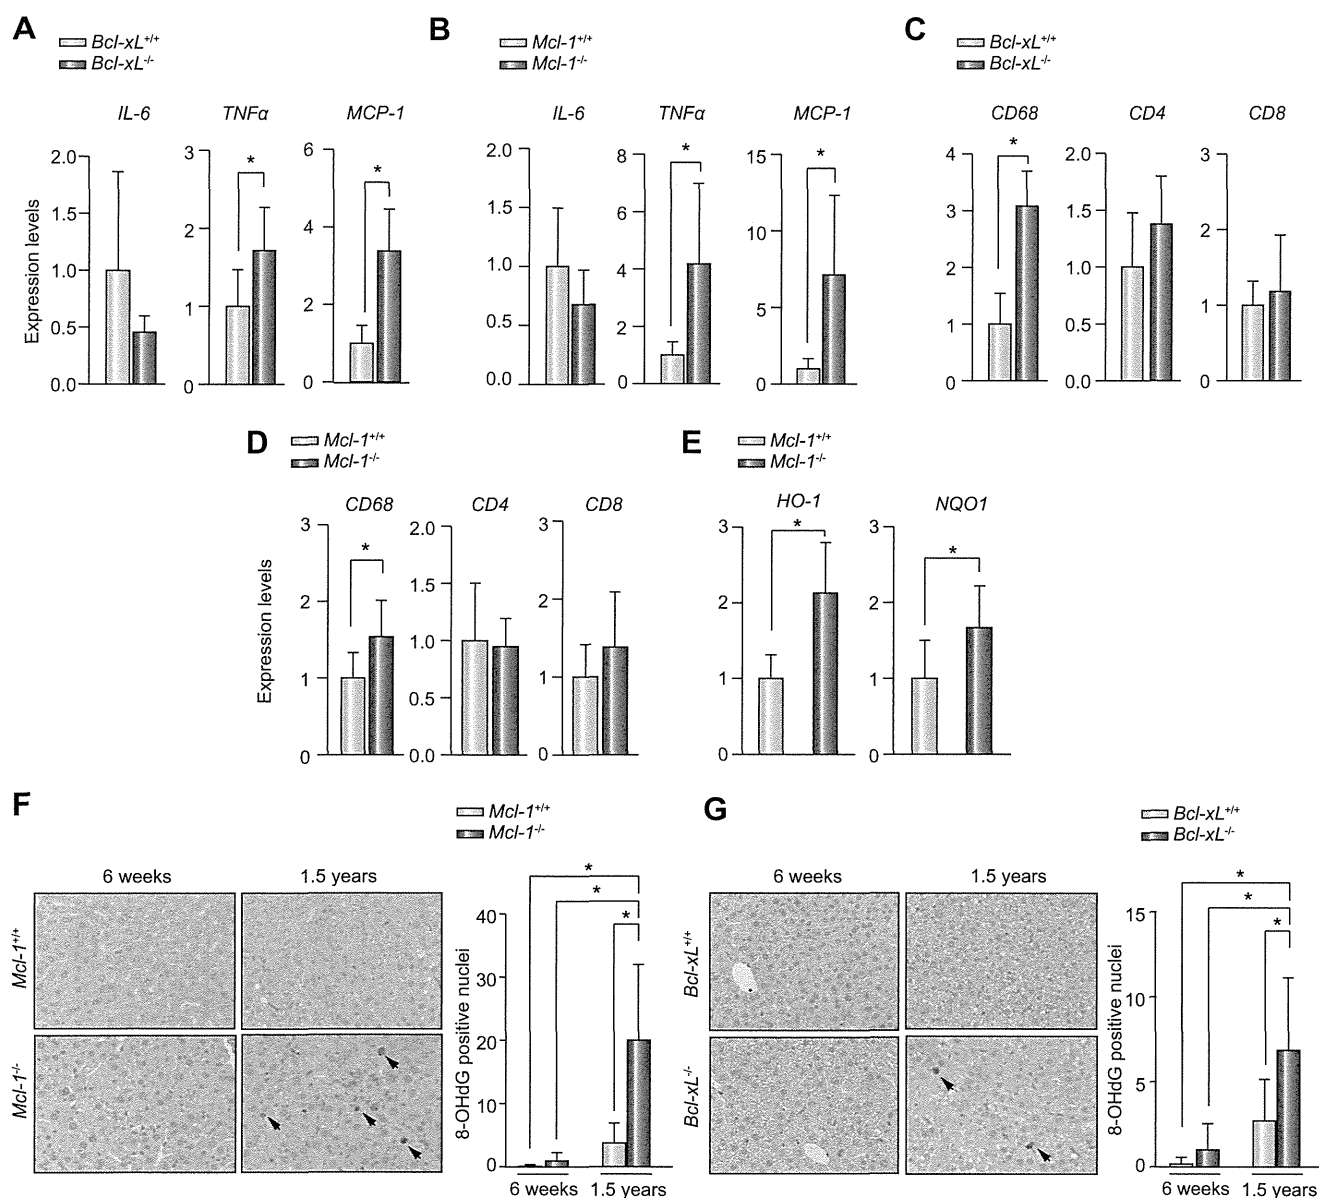 A B C
Bcl-xL+/+ Mcl-1+/+ Bcl-xL+/+
Bcl-xL-/- Mcl-1-/- Bcl-xL-/-
IL-6 TNFα MCP-1 IL-6 TNFα MCP-1 CD68 CD4 CD8
* * * * *
Expression levels
2.0 1.5 1.0 0.5 0.0
3 2 1 0
6 4 2 0
2.0 1.5 1.0 0.5 0.0
8 6 4 2 0
15 10 5 0
4 3 2 1 0
2.0 1.5 1.0 0.5 0.0
3 2 1 0
D E
Mcl-1+/+ Mcl-1+/+
Mcl-1-/- Mcl-1-/-
CD68 CD4 CD8 HO-1 NQO1
* * *
Expression levels
3 2 1 0
2.0 1.5 1.0 0.5 0.0
3 2 1 0
3 2 1 0
3 2 1 0
F
Mcl-1+/+
Mcl-1-/-
6 weeks 1.5 years
Mcl-1+/+
Mcl-1-/-
8-OHdG positive nuclei
40 30 20 10 0
* * *
6 weeks 1.5 years
G
Bcl-xL+/+
Bcl-xL-/-
6 weeks 1.5 years
Bcl-xL+/+
Bcl-xL-/-
8-OHdG positive nuclei
15 10 5 0
* * *
6 weeks 1.5 years